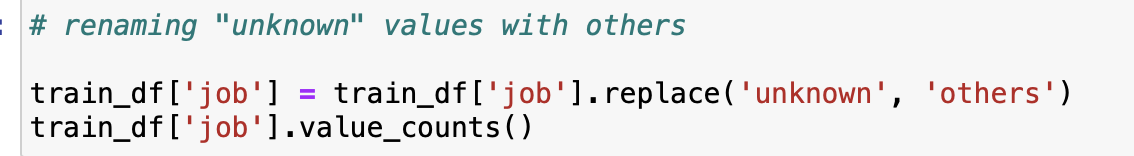 # renaming "unknown" values with others
train_df['job'] = train_df['job'].replace('unknown', 'others')
train_df['job'].value_counts()